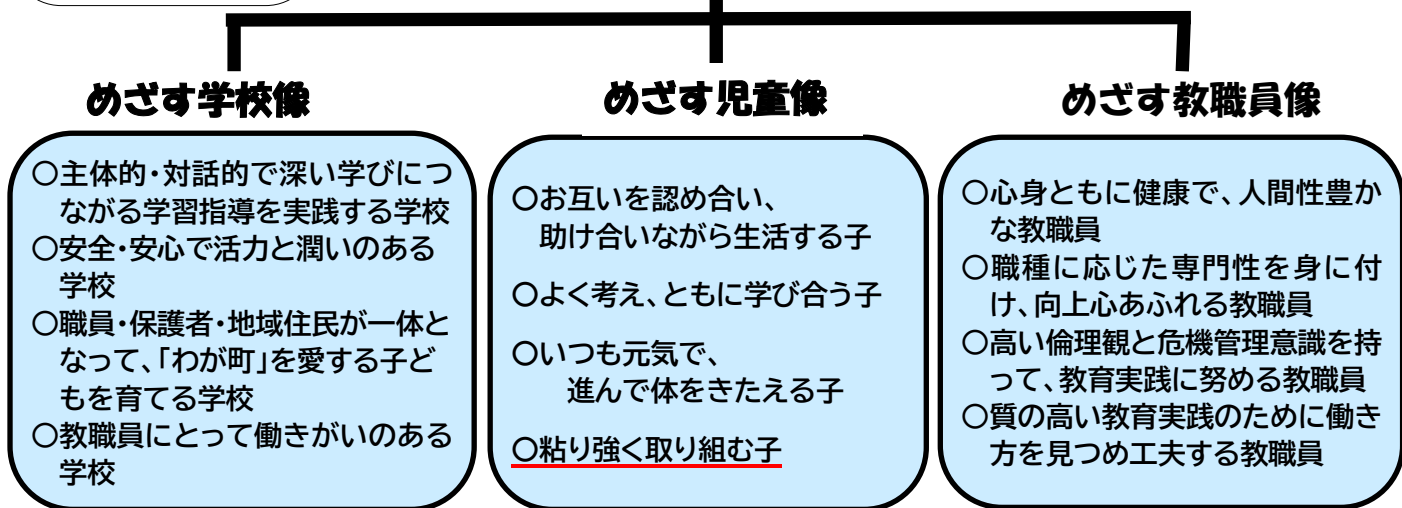 めざす学校像
○主体的・対話的で深い学びにつ
ながる学習指導を実践する学校
○安全・安心で活力と潤いのある
学校
○職員・保護者・地域住民が一体と
なって、「わが町」を愛する子ど
もを育てる学校
○教職員にとって働きがいのある
学校
めざす児童像
○お互いを認め合い、
助け合いながら生活する子
○よく考え、ともに学び合う子
○いつも元気で、
進んで体をきたえる子
○粘り強く取り組む子
めざす教職員像
○心身ともに健康で、人間性豊か
な教職員
○職種に応じた専門性を身に付
け、向上心あふれる教職員
○高い倫理観と危機管理意識を持
って、教育実践に努める教職員
○質の高い教育実践のために働き
方を見つめ工夫する教職員